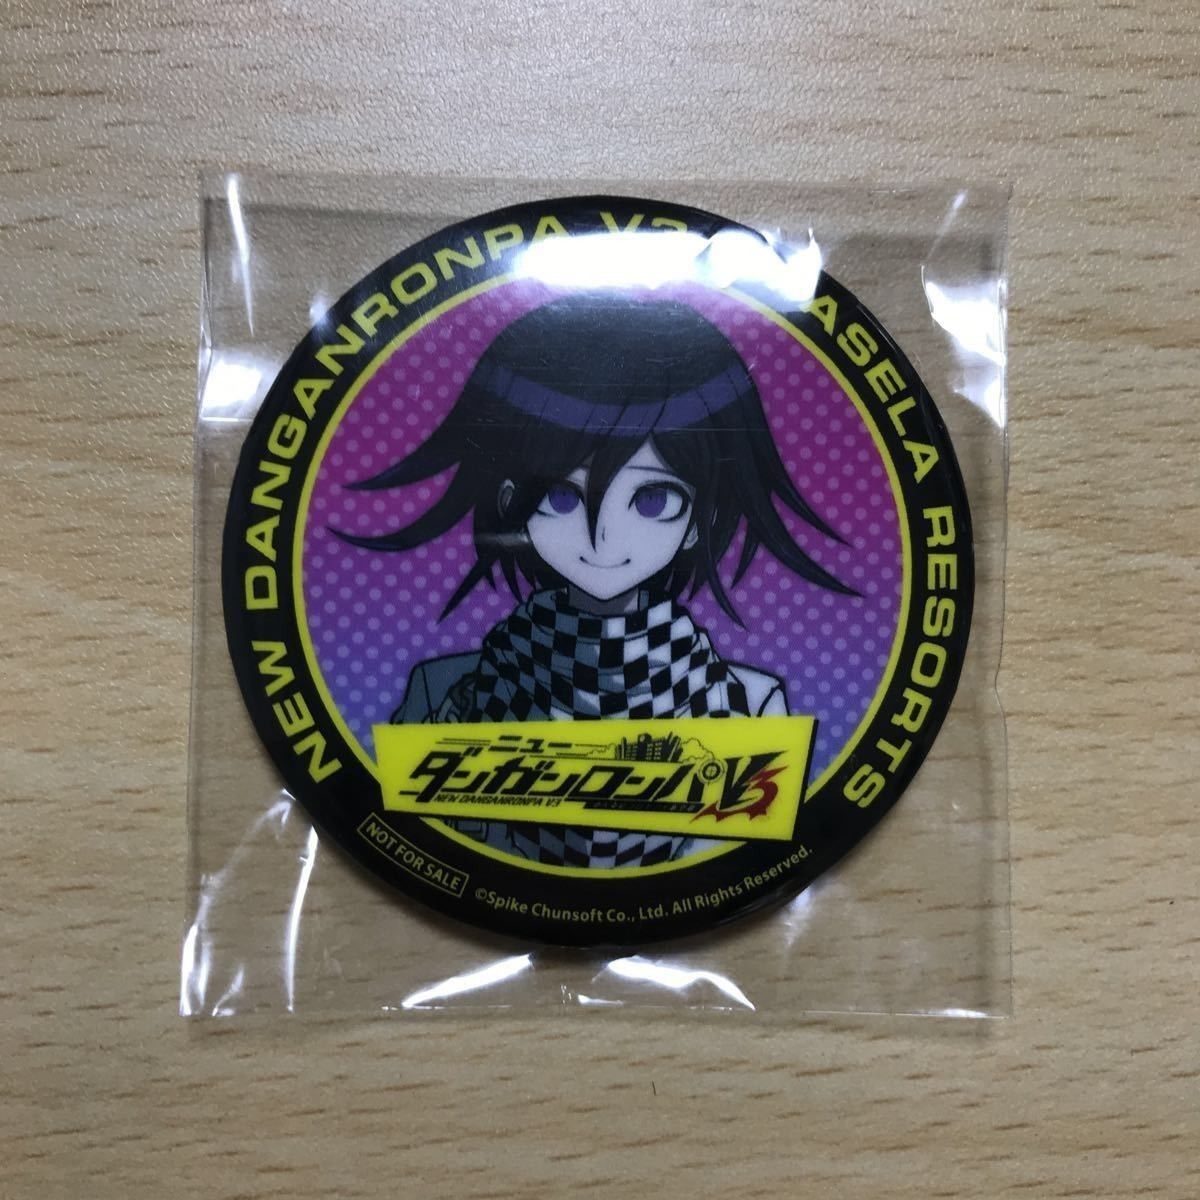 NEW DANGANRONPA V3 ASELA RESORTS
ニュー
ダンガンロンパV3
NEW DANGANRONPA V3
NOT FOR SALE
©Spike Chunsoft Co., Ltd. All Rights Reserved.